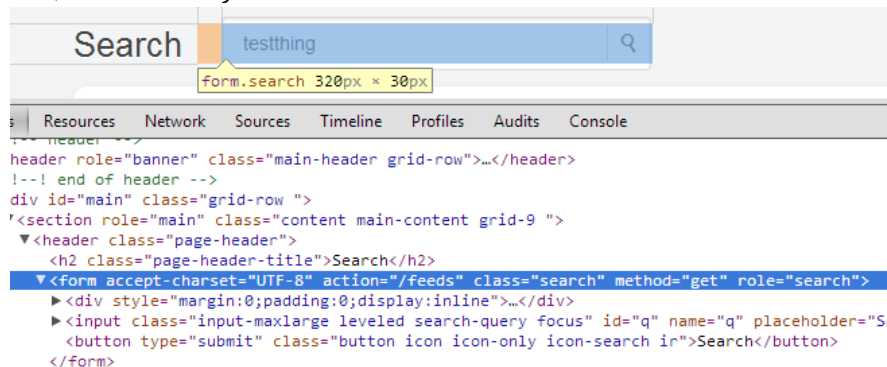 Search testthing
form.search 320px × 30px
Resources Network Sources Timeline Profiles Audits Console
header role="banner" class="main-header grid-row">…</header>
!--! end of header -->
div id="main" class="grid-row ">
▼<section role="main" class="content main-content grid-9 ">
▼<header class="page-header">
<h2 class="page-header-title">Search</h2>
▼<form accept-charset="UTF-8" action="/feeds" class="search" method="get" role="search">
▶<div style="margin:0;padding:0;display:inline">…</div>
▶<input class="input-maxlarge leveled search-query focus" id="q" name="q" placeholder="S
<button type="submit" class="button icon icon-only icon-search ir">Search</button>
</form>